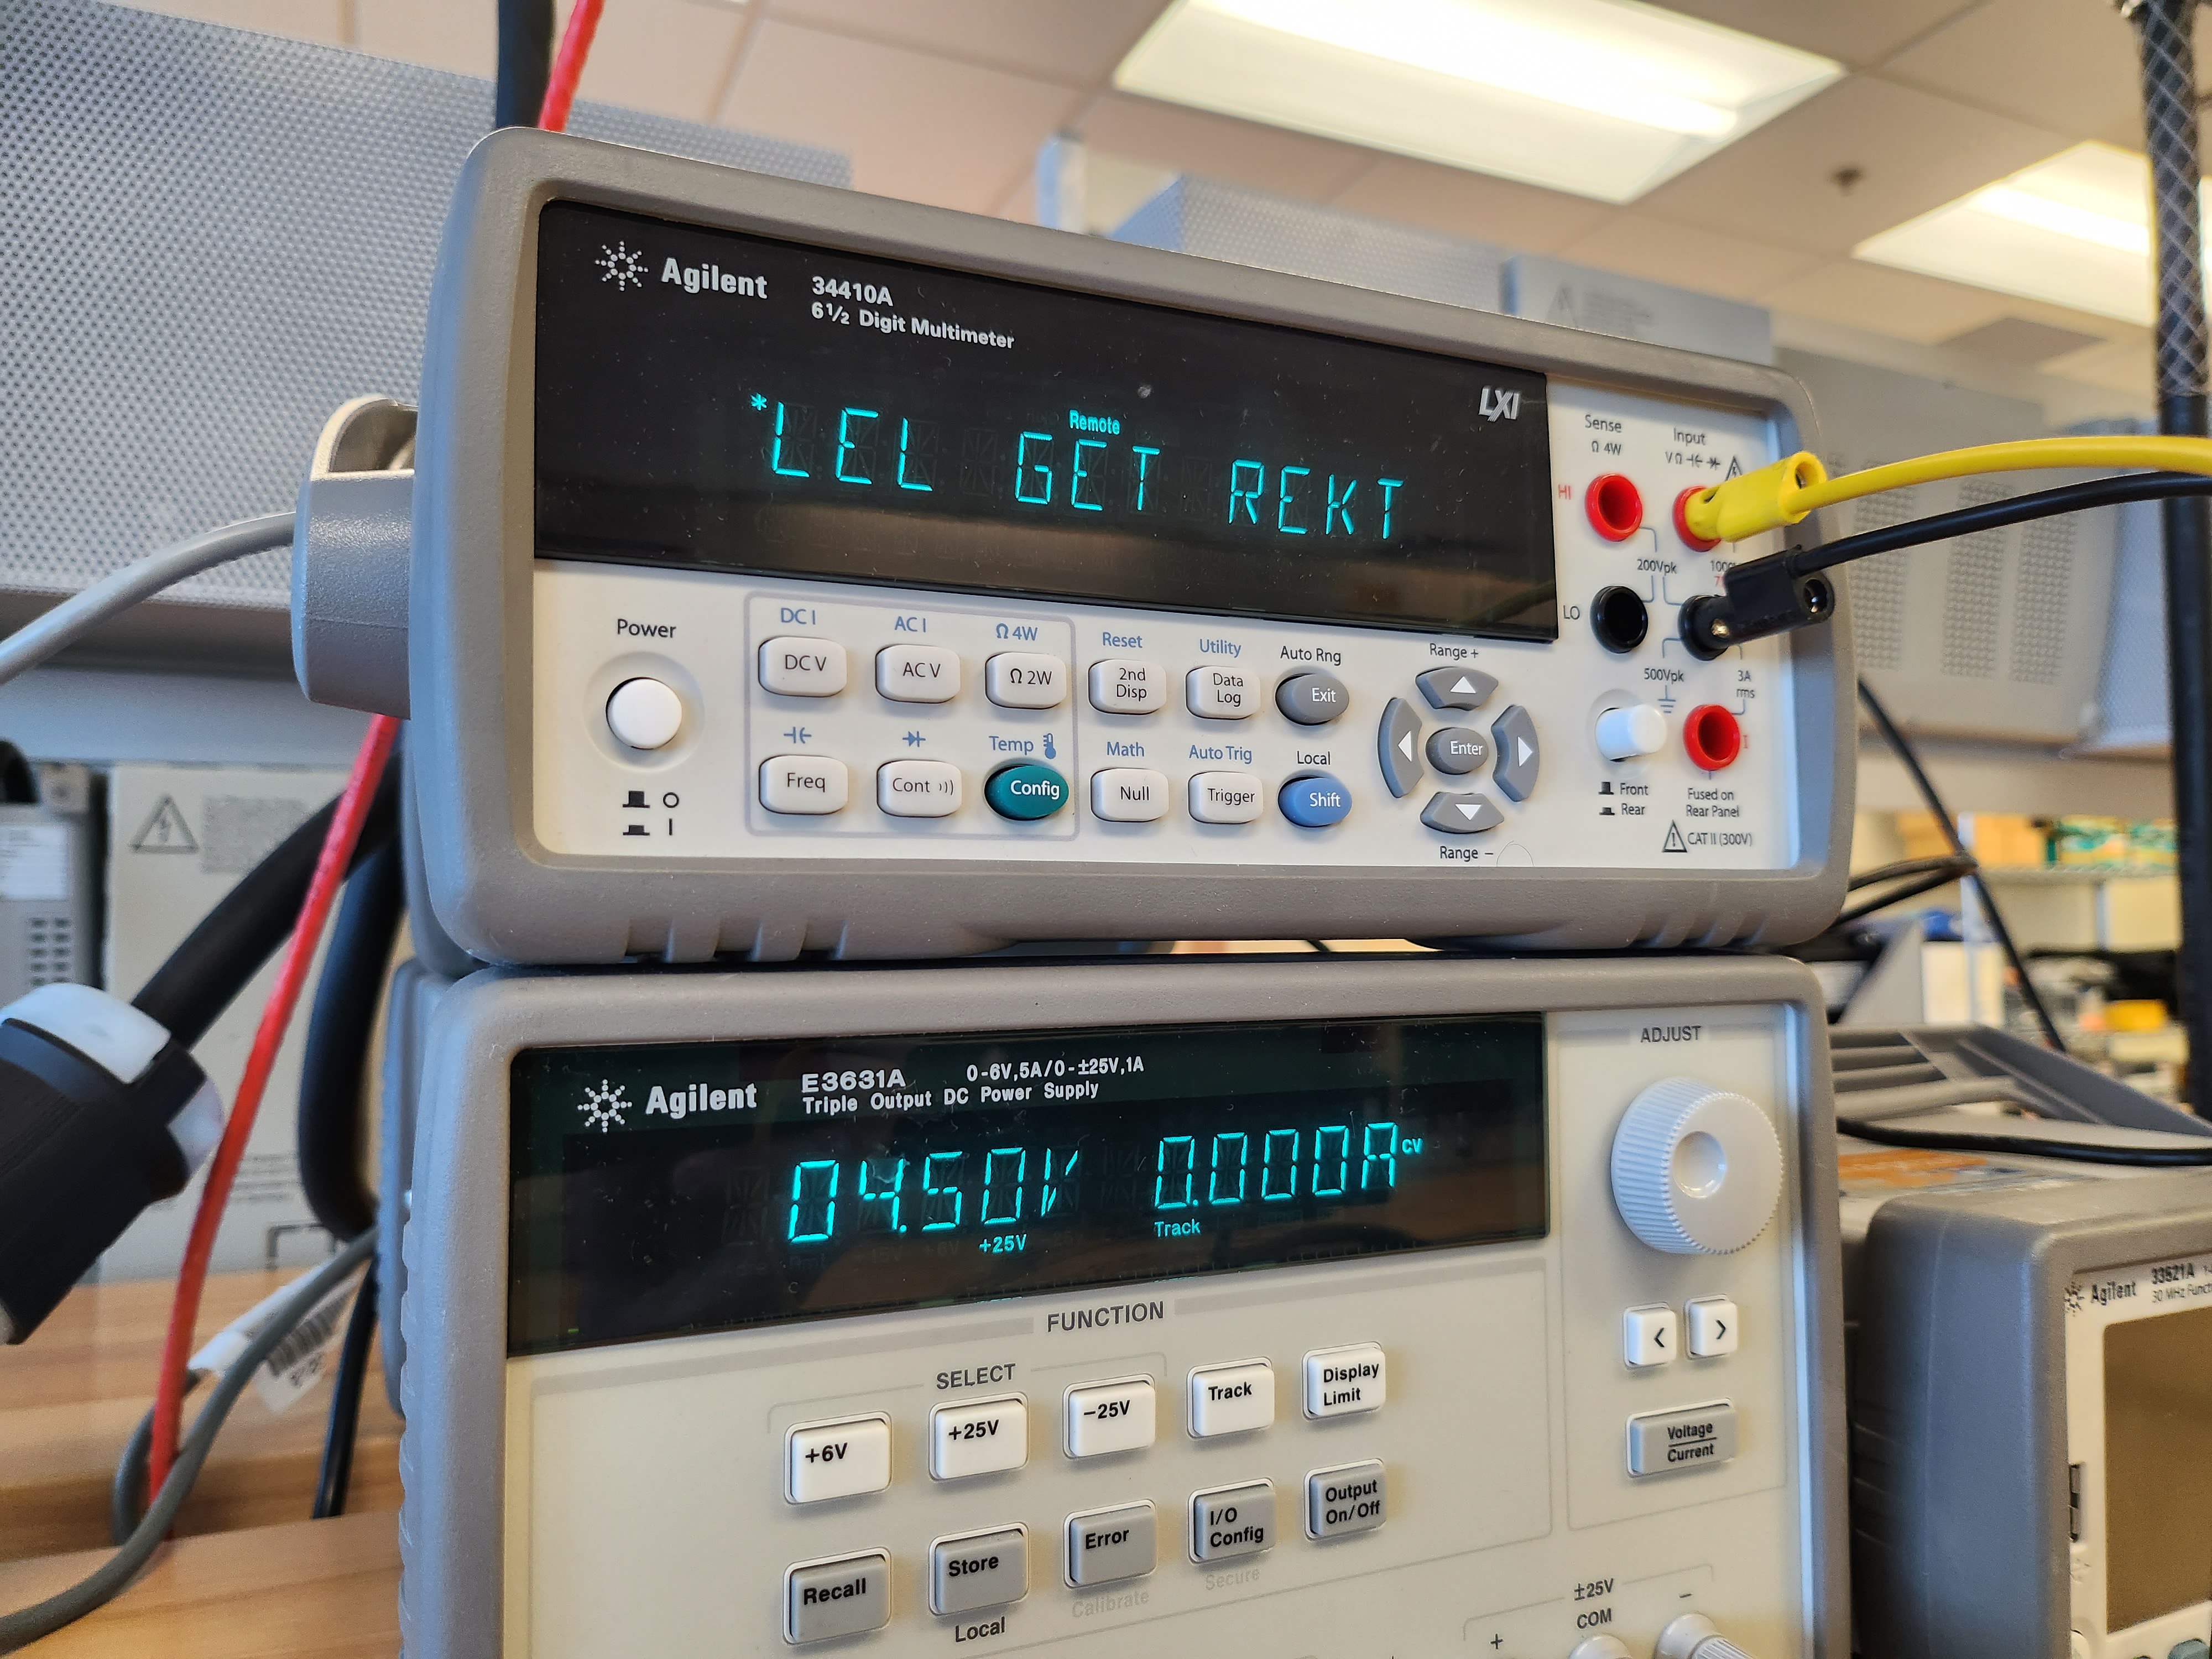 Agilent
34410A
6½ Digit Multimeter
LXI
Remote
*LEL GET REKT
Sense
Ω 4W
Input
HI
200Vpk
LO
500Vpk
3A
rms
I
Front
Rear
Fused on
Rear Panel
CAT II (300V)
Power
O
I
DC I
AC I
Ω 4W
DC V
AC V
Ω 2W
Temp
Freq
Cont
Config
Reset
Utility
Auto Rng
2nd
Disp
Data
Log
Exit
Math
Auto Trig
Local
Null
Trigger
Shift
Range +
Enter
Range −
Agilent
E3631A
0-6V,5A/0-±25V,1A
Triple Output DC Power Supply
04.50V 0.000A CV
+25V
Track
ADJUST
<
>
Voltage
Current
FUNCTION
SELECT
+6V
+25V
−25V
Track
Display
Limit
Recall
Store
Error
I/O
Config
Output
On/Off
Local
Calibrate
Secure
±25V
COM
+
−
Agilent
33521A
30 MHz